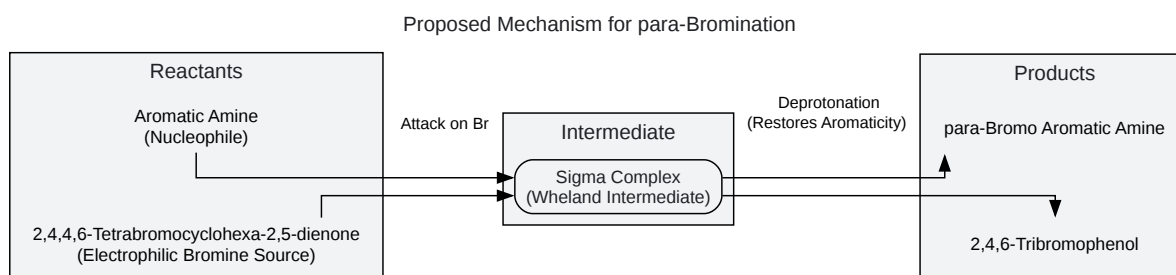 Proposed Mechanism for para-Bromination
Reactants
Aromatic Amine
(Nucleophile)
2,4,4,6-Tetrabromocyclohexa-2,5-dienone
(Electrophilic Bromine Source)
Attack on Br
Intermediate
Sigma Complex
(Wheland Intermediate)
Deprotonation
(Restores Aromaticity)
Products
para-Bromo Aromatic Amine
2,4,6-Tribromophenol